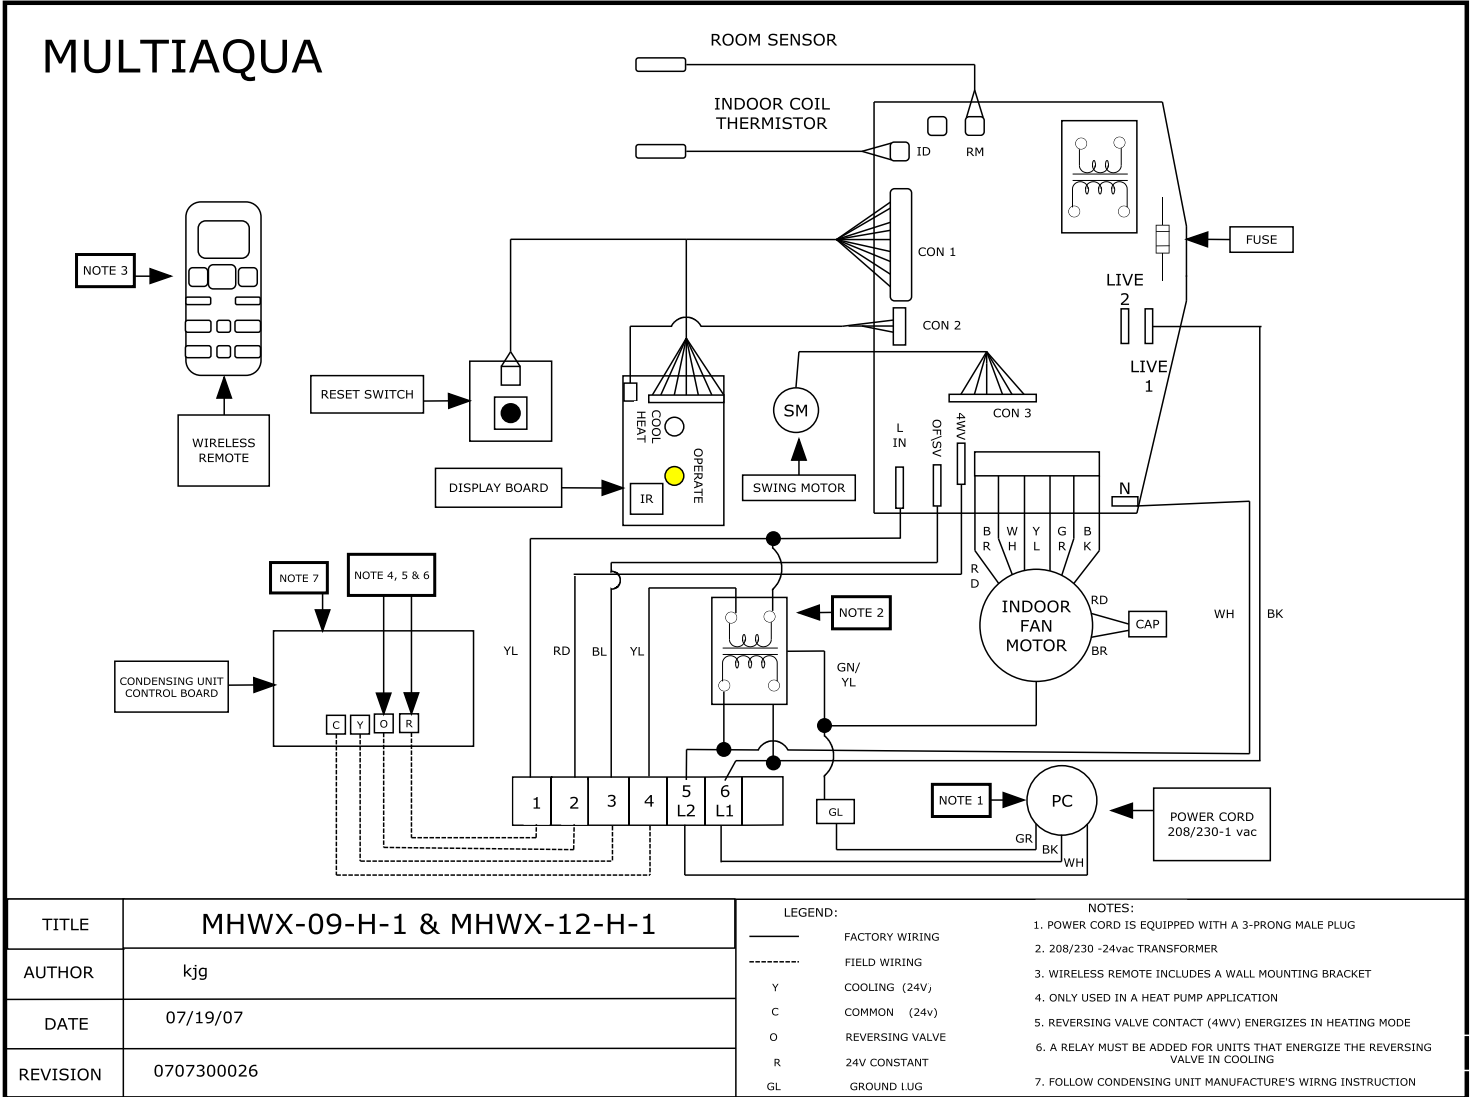 MULTIAQUA
ROOM SENSOR
INDOOR COIL
THERMISTOR
ID
RM
FUSE
CON 1
LIVE
2
LIVE
1
CON 2
CON 3
NOTE 3
WIRELESS
REMOTE
RESET SWITCH
DISPLAY BOARD
COOL
HEAT
OPERATE
IR
SM
SWING MOTOR
L
IN
OF\SV
4WV
N
B
R
W
H
Y
L
G
R
B
K
R
D
INDOOR
FAN
MOTOR
RD
BR
CAP
WH
BK
NOTE 7
NOTE 4, 5 & 6
NOTE 2
CONDENSING UNIT
CONTROL BOARD
C
Y
O
R
YL
RD
BL
YL
GN/
YL
1
2
3
4
5
L2
6
L1
GL
NOTE 1
PC
POWER CORD
208/230-1 vac
GR
BK
WH
TITLE
MHWX-09-H-1 & MHWX-12-H-1
AUTHOR
kjg
DATE
07/19/07
REVISION
0707300026
LEGEND:
FACTORY WIRING
FIELD WIRING
Y COOLING (24V)
C COMMON (24v)
O REVERSING VALVE
R 24V CONSTANT
GL GROUND LUG
NOTES:
1. POWER CORD IS EQUIPPED WITH A 3-PRONG MALE PLUG
2. 208/230 -24vac TRANSFORMER
3. WIRELESS REMOTE INCLUDES A WALL MOUNTING BRACKET
4. ONLY USED IN A HEAT PUMP APPLICATION
5. REVERSING VALVE CONTACT (4WV) ENERGIZES IN HEATING MODE
6. A RELAY MUST BE ADDED FOR UNITS THAT ENERGIZE THE REVERSING
VALVE IN COOLING
7. FOLLOW CONDENSING UNIT MANUFACTURE'S WIRNG INSTRUCTION